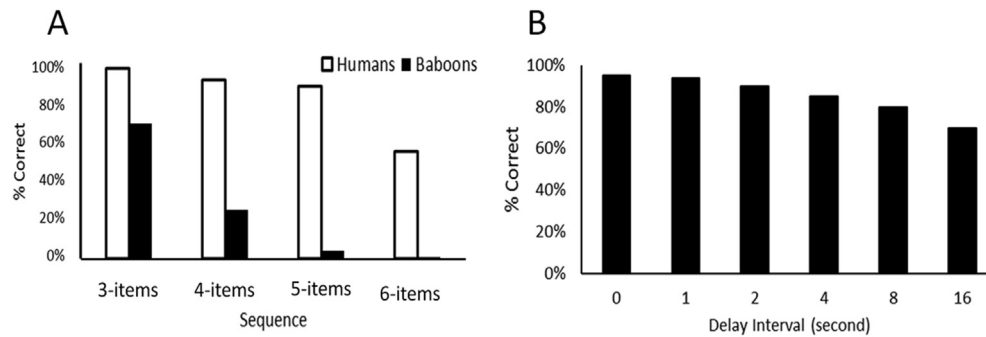 A
% Correct
100%
80%
60%
40%
20%
0%
Humans Baboons
3-items 4-items 5-items 6-items
Sequence
B
% Correct
100%
80%
60%
40%
20%
0%
0 1 2 4 8 16
Delay Interval (second)